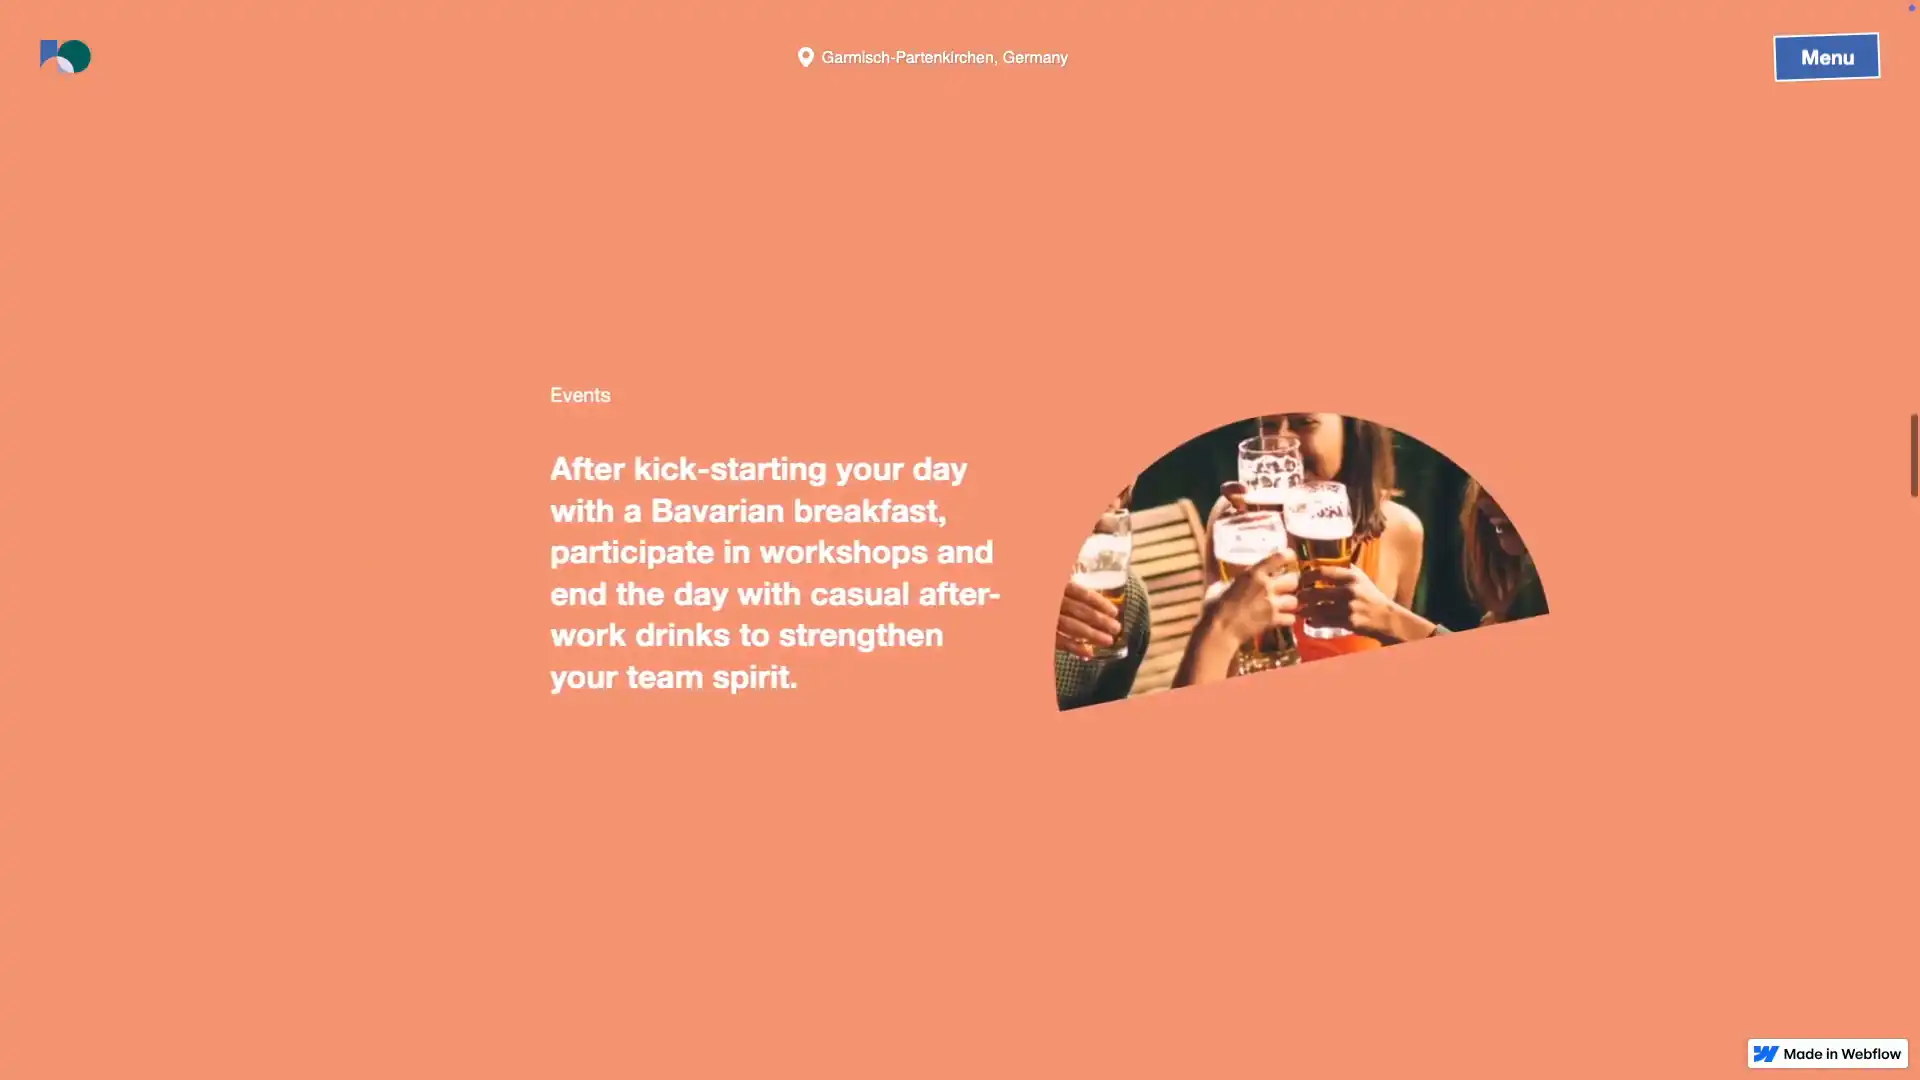 Garmisch-Partenkirchen, Germany
Menu
Events
After kick-starting your day
with a Bavarian breakfast,
participate in workshops and
end the day with casual after-
work drinks to strengthen
your team spirit.
Made in Webflow